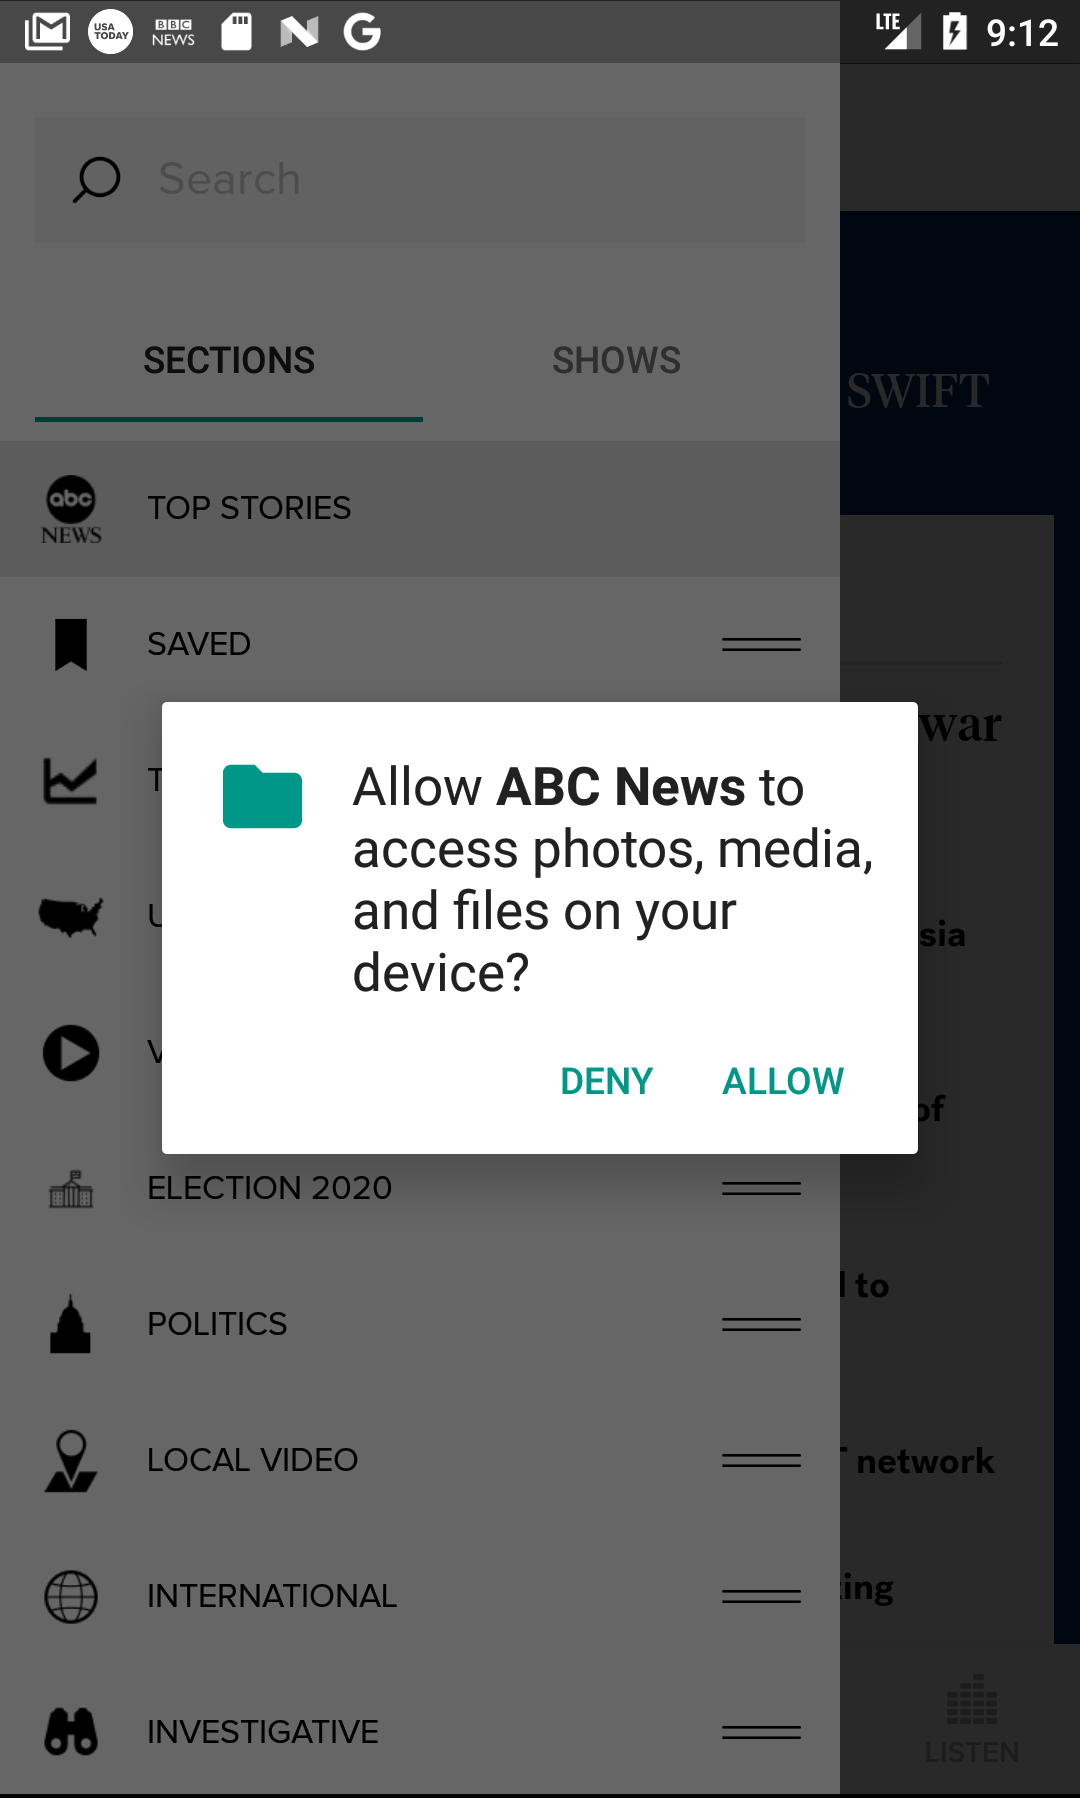 USA TODAY
BBC NEWS
LTE
9:12
Search
SECTIONS
SHOWS
SWIFT
abc NEWS
TOP STORIES
SAVED
war
Allow ABC News to
access photos, media,
and files on your
device?
sia
DENY
ALLOW
of
ELECTION 2020
to
POLITICS
LOCAL VIDEO
network
INTERNATIONAL
ing
INVESTIGATIVE
LISTEN